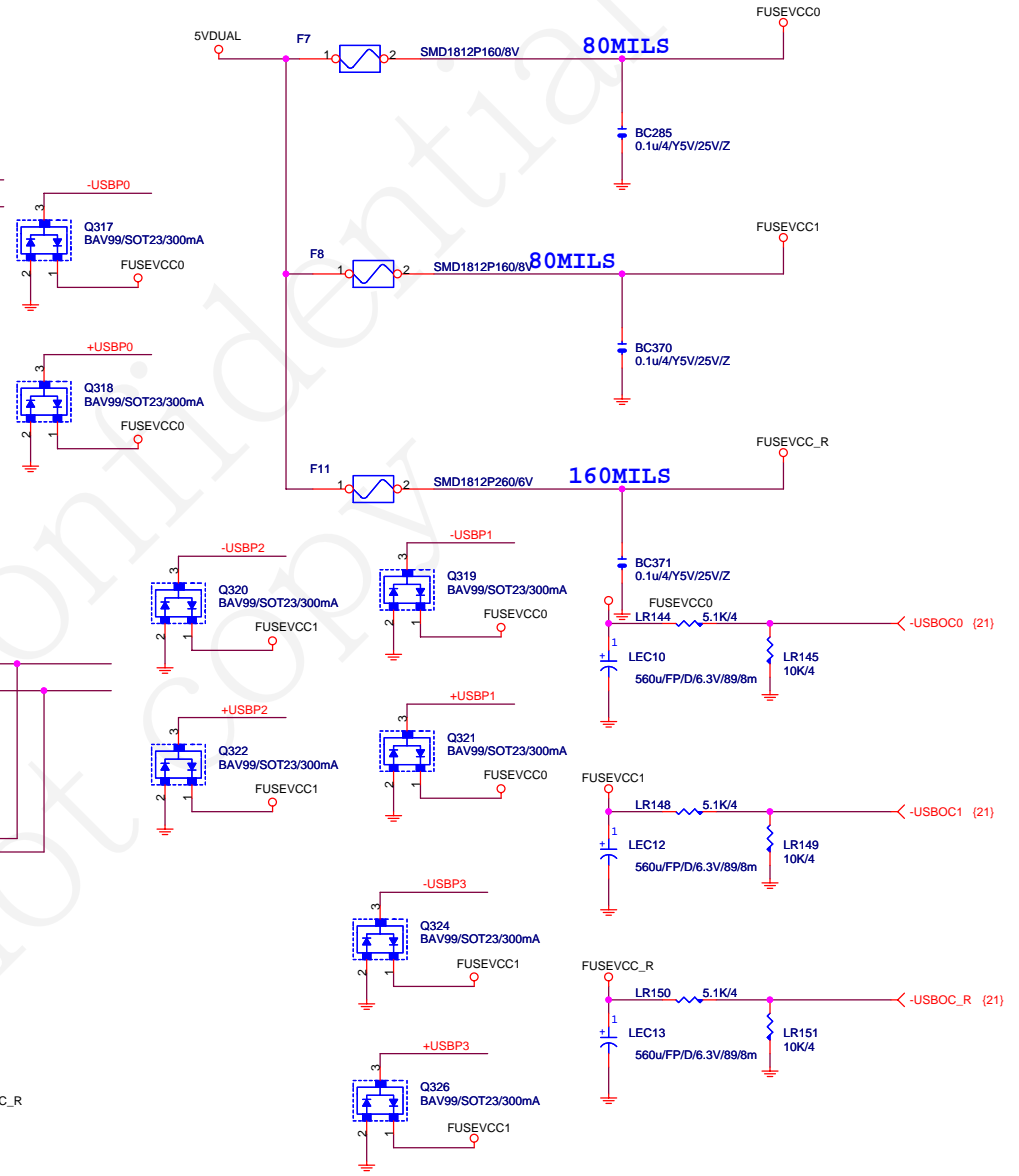 FUSEVCC0
5VDUAL
F7
1
2
SMD1812P160/8V
80MILS
BC285
0.1u/4/Y5V/25V/Z
-USBP0
3
Q317
BAV99/SOT23/300mA
FUSEVCC0
2
1
FUSEVCC1
F8
1
2
SMD1812P160/8V
80MILS
BC370
0.1u/4/Y5V/25V/Z
+USBP0
3
Q318
BAV99/SOT23/300mA
FUSEVCC0
2
1
FUSEVCC_R
F11
1
2
SMD1812P260/6V
160MILS
BC371
0.1u/4/Y5V/25V/Z
-USBP2
3
Q320
BAV99/SOT23/300mA
FUSEVCC1
2
1
-USBP1
3
Q319
BAV99/SOT23/300mA
FUSEVCC0
2
1
FUSEVCC0
LR144
5.1K/4
-USBOC0 {21}
1
+
LEC10
560u/FP/D/6.3V/89/8m
LR145
10K/4
+USBP2
3
Q322
BAV99/SOT23/300mA
FUSEVCC1
2
1
+USBP1
3
Q321
BAV99/SOT23/300mA
FUSEVCC0
2
1
FUSEVCC1
LR148
5.1K/4
-USBOC1 {21}
1
+
LEC12
560u/FP/D/6.3V/89/8m
LR149
10K/4
-USBP3
3
Q324
BAV99/SOT23/300mA
FUSEVCC1
2
1
FUSEVCC_R
LR150
5.1K/4
-USBOC_R {21}
1
+
LEC13
560u/FP/D/6.3V/89/8m
LR151
10K/4
+USBP3
3
Q326
BAV99/SOT23/300mA
FUSEVCC1
2
1
C_R
onfidential
ot copy